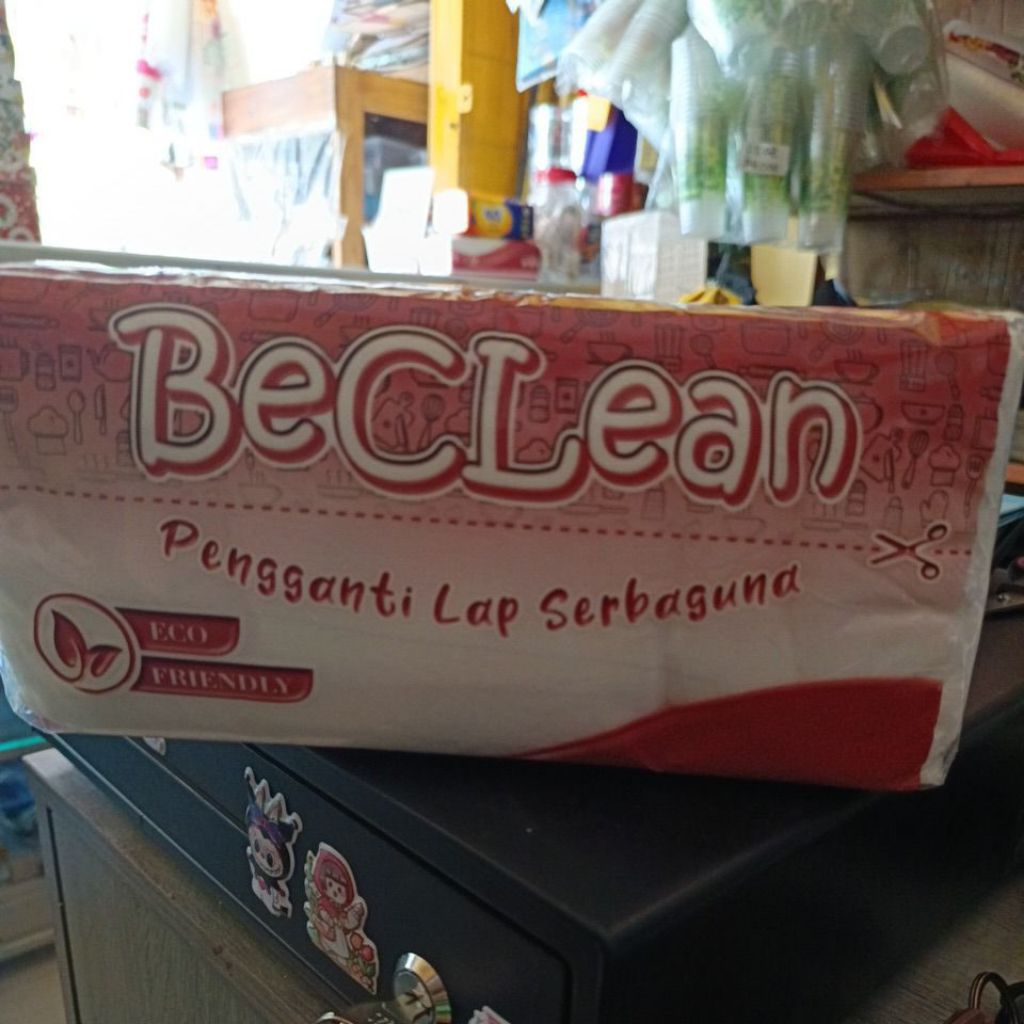 BeCLean
Pengganti Lap Serbaguna
ECO
FRIENDLY